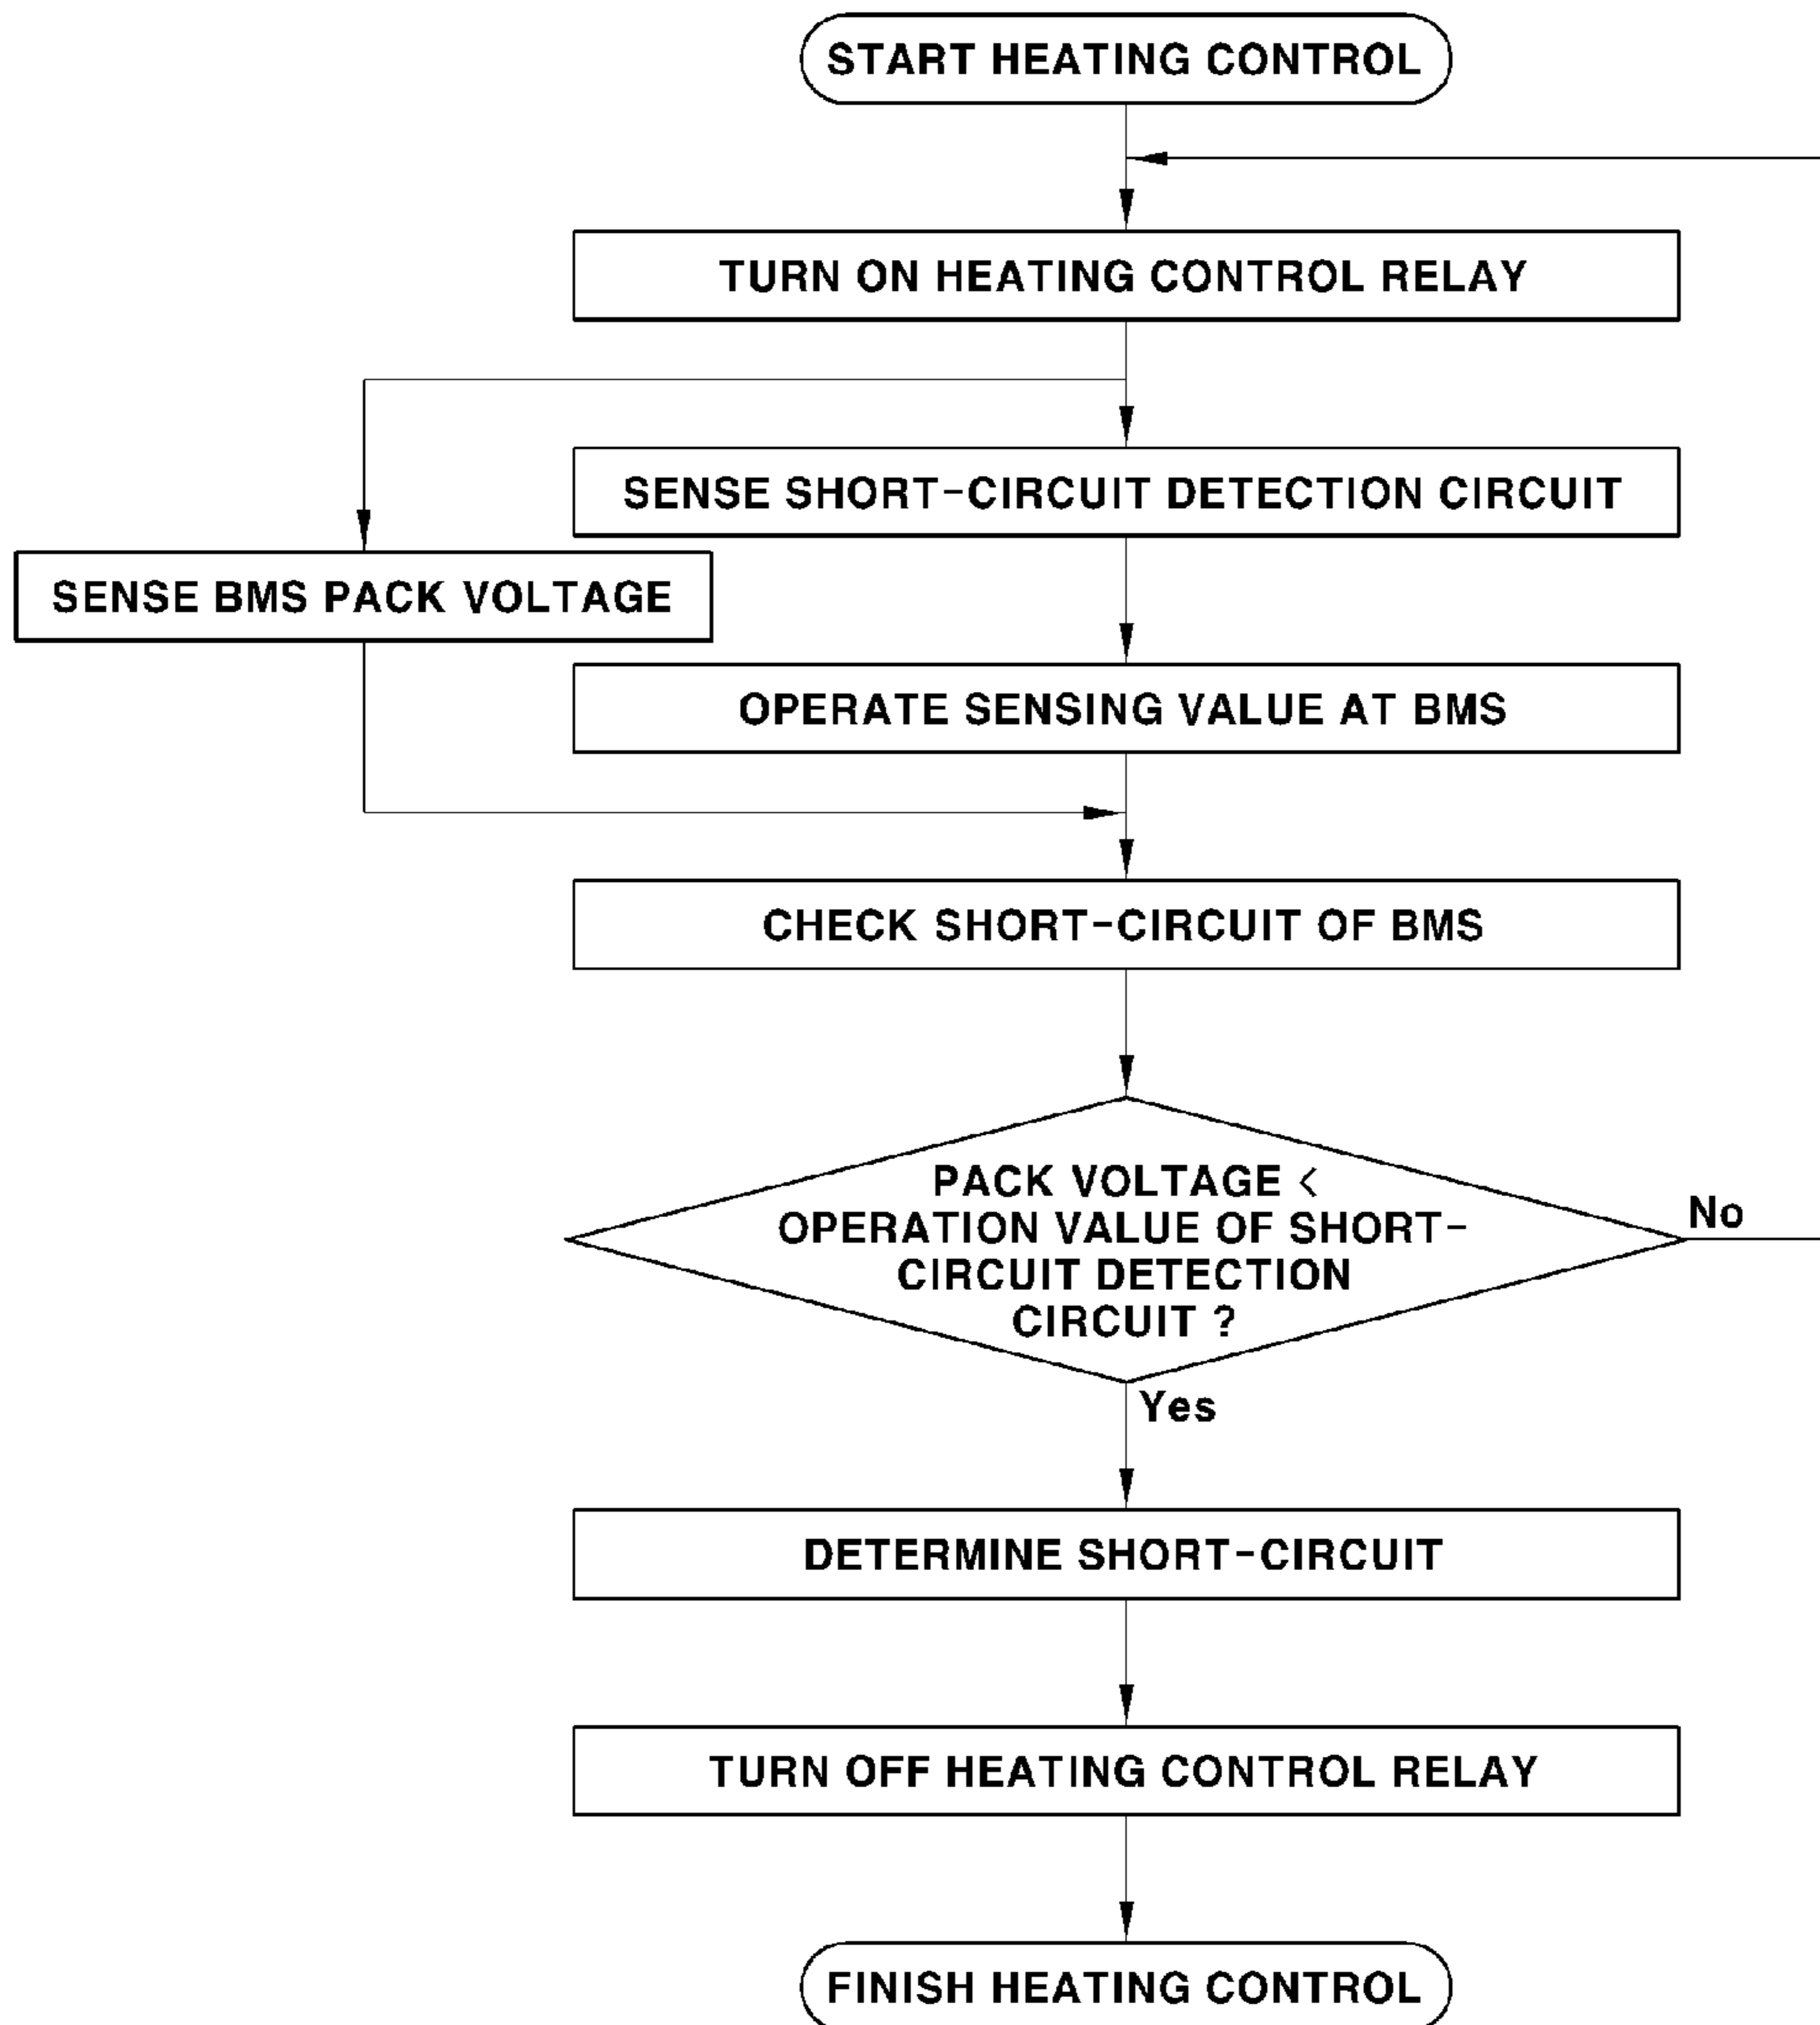 START HEATING CONTROL
TURN ON HEATING CONTROL RELAY
SENSE SHORT-CIRCUIT DETECTION CIRCUIT
SENSE BMS PACK VOLTAGE
OPERATE SENSING VALUE AT BMS
CHECK SHORT-CIRCUIT OF BMS
PACK VOLTAGE <
OPERATION VALUE OF SHORT-
CIRCUIT DETECTION
CIRCUIT ?
No
Yes
DETERMINE SHORT-CIRCUIT
TURN OFF HEATING CONTROL RELAY
FINISH HEATING CONTROL